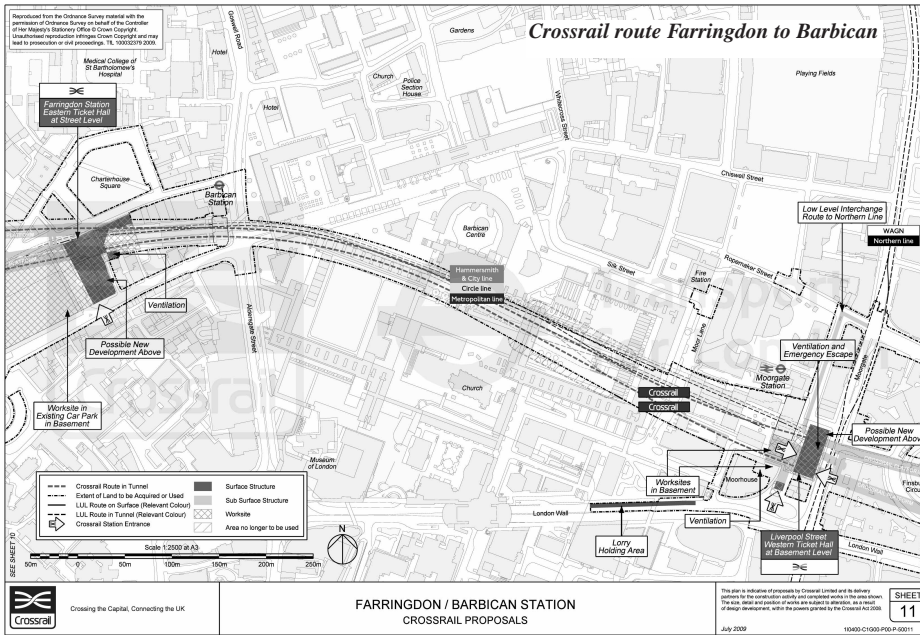 Reproduced from the Ordnance Survey material with the
permission of Ordnance Survey on behalf of the Controller
of Her Majesty's Stationery Office © Crown Copyright.
Unauthorised reproduction infringes Crown Copyright and may
lead to prosecution or civil proceedings. TfL 100032379 2009.
Crossrail route Farringdon to Barbican
Goswell Road
Gardens
Hotel
Medical College of
St Bartholomew's
Hospital
Church
Police
Section
House
Playing Fields
Farringdon Station
Eastern Ticket Hall
at Street Level
Hotel
Whitecross Street
Charterhouse
Square
Barbican
Station
Chiswell Street
Low Level Interchange
Route to Northern Line
WAGN
Northern line
Barbican
Centre
Silk Street
Ropemaker Street
Fire
Station
Hammersmith
& City line
Circle line
Metropolitan line
Ventilation
Aldersgate Street
Moor Lane
Moorgate
Possible New
Development Above
Ventilation and
Emergency Escape
Moorgate
Station
Church
Crossrail
Crossrail
Worksite in
Existing Car Park
in Basement
Possible New
Development Abov
Museum
of London
Worksites
in Basement
Moorhouse
Finsbu
Circu
London Wall
Ventilation
Lorry
Holding Area
Liverpool Street
Western Ticket Hall
at Basement Level
London Wall
Crossrail Route in Tunnel
Extent of Land to be Acquired or Used
LUL Route on Surface (Relevant Colour)
LUL Route in Tunnel (Relevant Colour)
Crossrail Station Entrance
Surface Structure
Sub Surface Structure
Worksite
Area no longer to be used
Scale 1:2500 at A3
50m 0 50m 100m 150m 200m 250m
N
SEE SHEET 10
Crossrail
Crossing the Capital, Connecting the UK
FARRINGDON / BARBICAN STATION
CROSSRAIL PROPOSALS
This plan is indicative of proposals by Crossrail Limited and its delivery
partners for the construction activity and completed works in the area shown.
The size, detail and position of works are subject to alteration, as a result
of design development, within the powers granted by the Crossrail Act 2008.
July 2009
1I0400-C1G00-P00-P-50011
SHEET
11